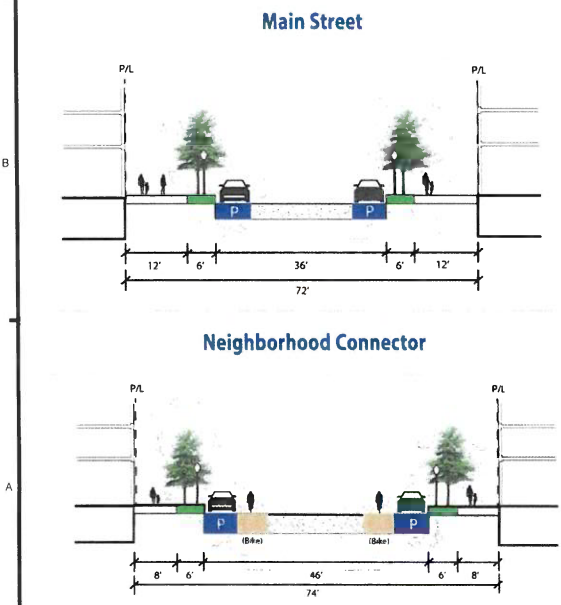 Main Street
P/L P/L
B
P P
12' 6' 36' 6' 12'
72'
Neighborhood Connector
P/L P/L
A
P P
(Bike) (Bike)
8' 6' 46' 6' 8'
74'